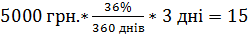 5000 грн.* 36% / 360 днів * 3 дні = 15